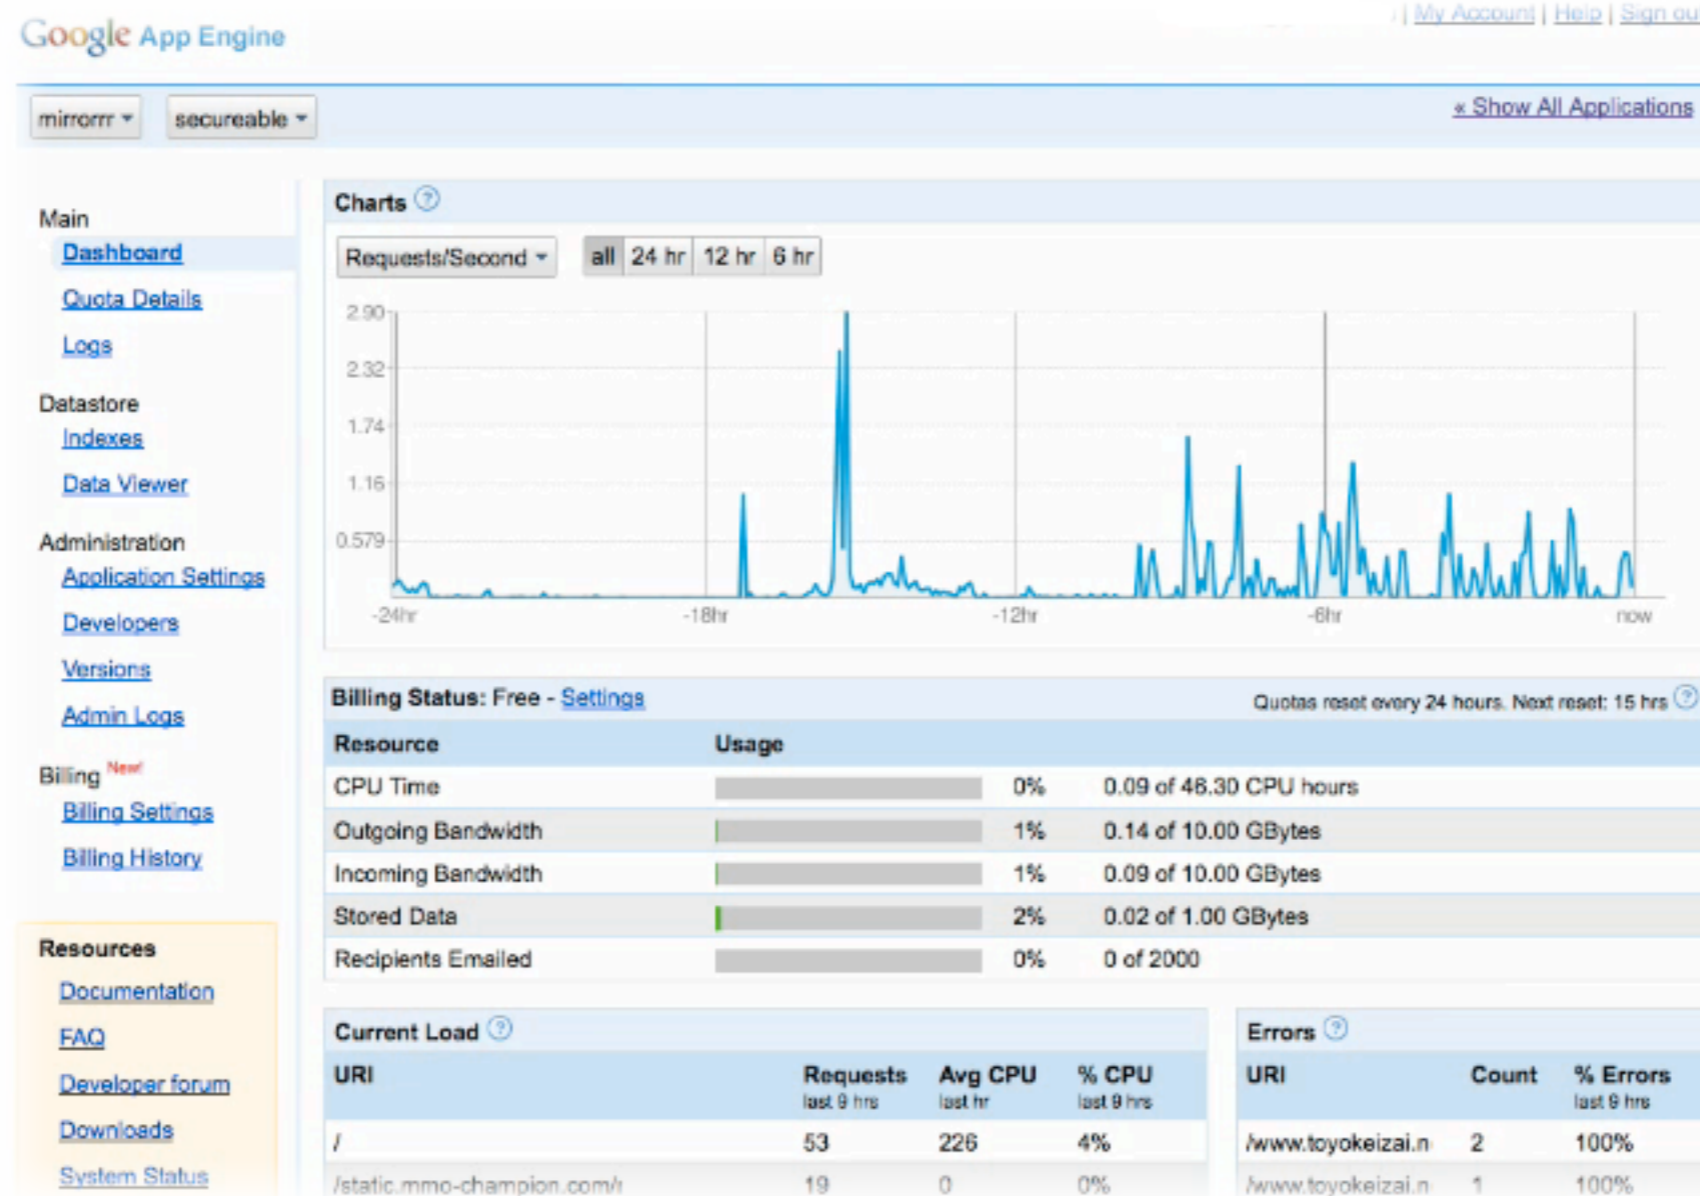 Google App Engine
| My Account | Help | Sign
mirrorrr secureable
« Show All Applications
Main
Dashboard
Quota Details
Logs
Datastore
Indexes
Data Viewer
Administration
Application Settings
Developers
Versions
Admin Logs
Billing New!
Billing Settings
Billing History
Resources
Documentation
FAQ
Developer forum
Downloads
System Status
Charts ?
Requests/Second all 24 hr 12 hr 6 hr
2.90
2.32
1.74
1.16
0.579
-24hr -18hr -12hr -6hr now
Billing Status: Free - Settings
Quotas reset every 24 hours. Next reset: 15 hrs ?
Resource Usage
CPU Time 0% 0.09 of 46.30 CPU hours
Outgoing Bandwidth 1% 0.14 of 10.00 GBytes
Incoming Bandwidth 1% 0.09 of 10.00 GBytes
Stored Data 2% 0.02 of 1.00 GBytes
Recipients Emailed 0% 0 of 2000
Current Load ?
URI Requests Avg CPU % CPU
last 9 hrs last hr last 9 hrs
/ 53 226 4%
/static.mmo-champion.com/r 19 0 0%
Errors ?
URI Count % Errors
last 9 hrs
/www.toyokeizai.n 2 100%
/www.toyokeizai.n 1 100%